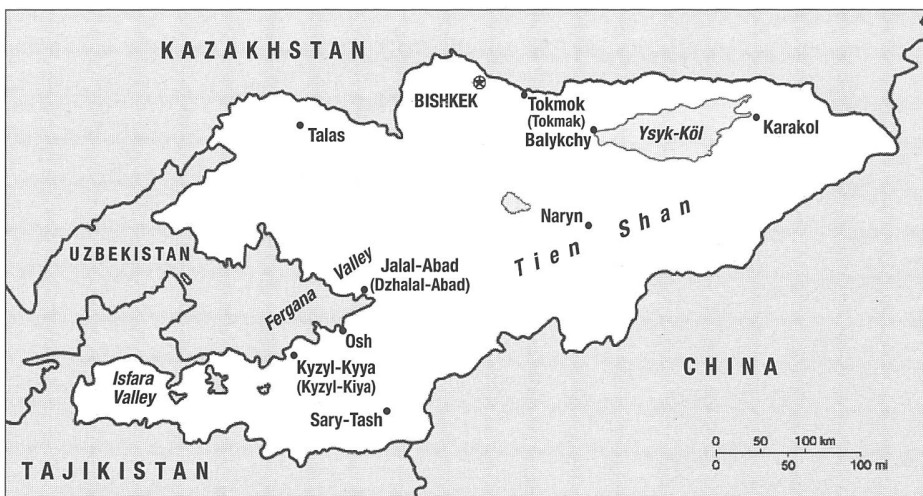 KAZAKHSTAN
BISHKEK
Tokmok
(Tokmak)
Balykchy
Ysyk-Köl
Karakol
Talas
Naryn
Tien Shan
UZBEKISTAN
Jalal-Abad
(Dzhalal-Abad)
Fergana Valley
Osh
Kyzyl-Kyya
(Kyzyl-Kiya)
Isfara
Valley
Sary-Tash
CHINA
TAJIKISTAN
0 50 100 km
0 50 100 mi